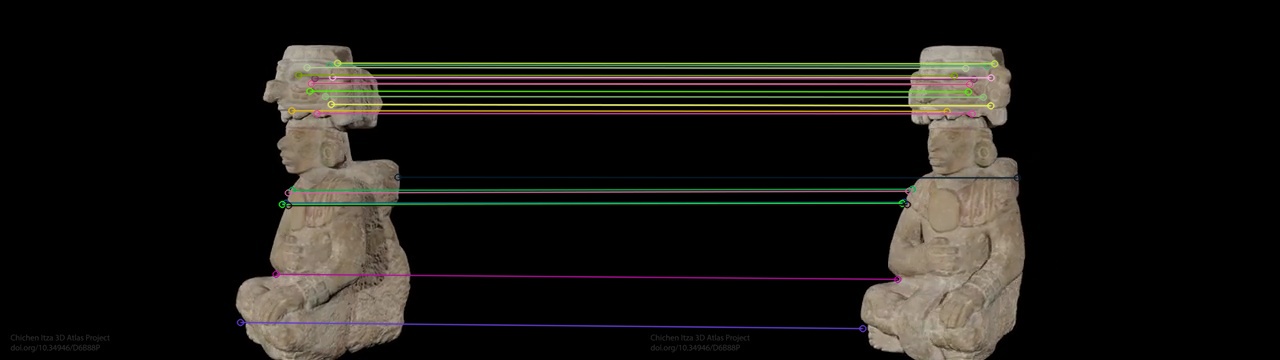 Chichen Itza 3D Atlas Project
doi.org/10.34946/D6B88P
Chichen Itza 3D Atlas Project
doi.org/10.34946/D6B88P